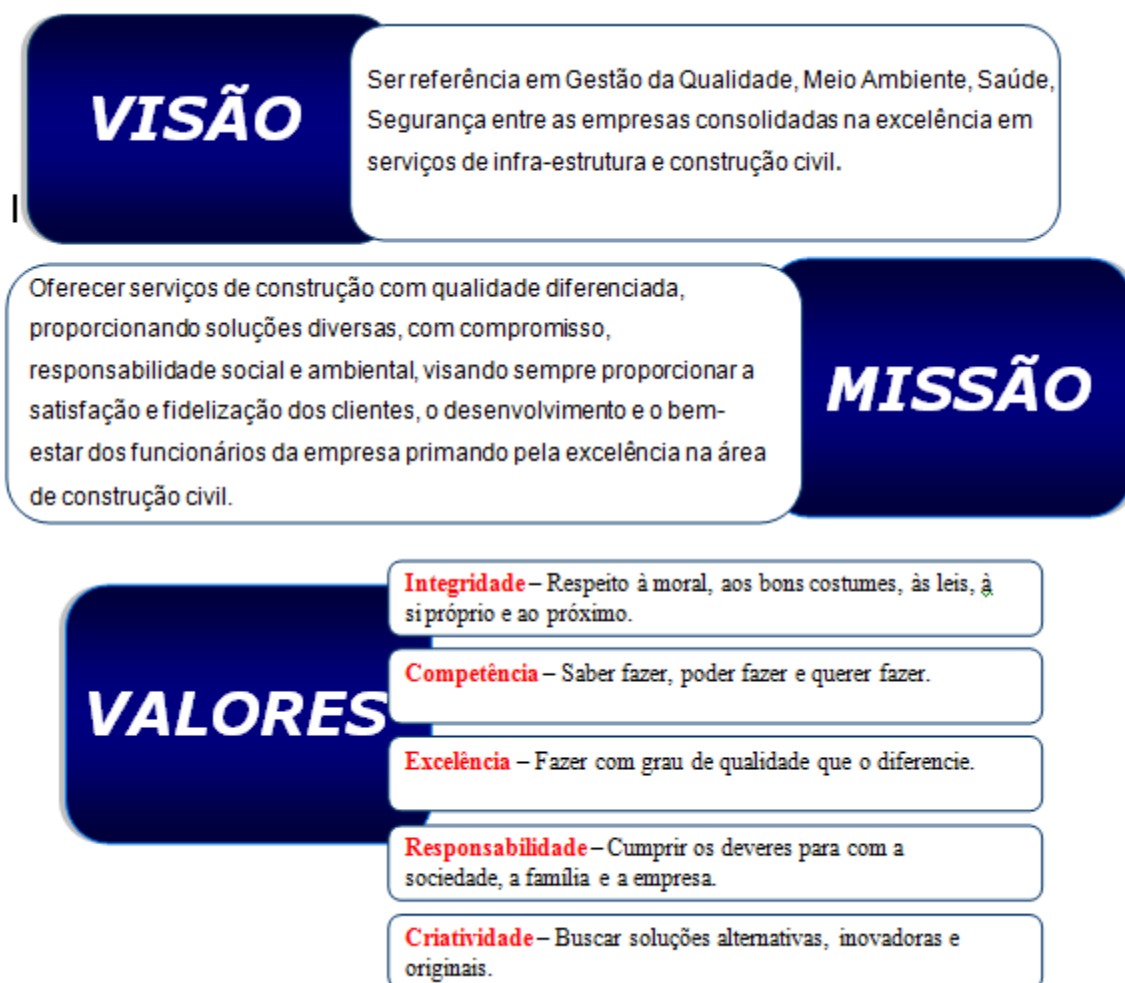 VISÃO
Ser referência em Gestão da Qualidade, Meio Ambiente, Saúde,
Segurança entre as empresas consolidadas na excelência em
serviços de infra-estrutura e construção civil.
Oferecer serviços de construção com qualidade diferenciada,
proporcionando soluções diversas, com compromisso,
responsabilidade social e ambiental, visando sempre proporcionar a
satisfação e fidelização dos clientes, o desenvolvimento e o bem-
estar dos funcionários da empresa primando pela excelência na área
de construção civil.
MISSÃO
VALORES
Integridade – Respeito à moral, aos bons costumes, às leis, à
si próprio e ao próximo.
Competência – Saber fazer, poder fazer e querer fazer.
Excelência – Fazer com grau de qualidade que o diferencie.
Responsabilidade – Cumprir os deveres para com a
sociedade, a família e a empresa.
Criatividade – Buscar soluções alternativas, inovadoras e
originais.